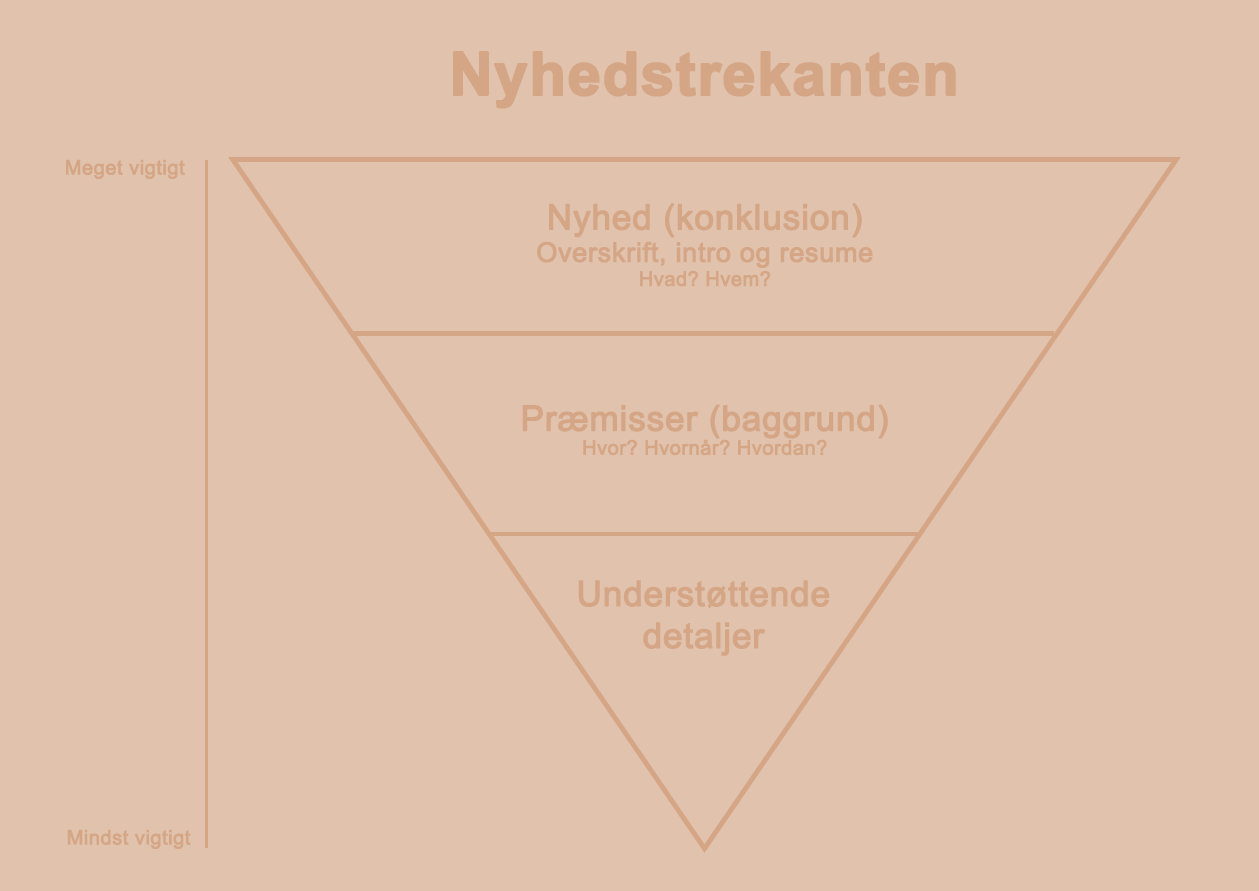 Nyhedstrekanten
Meget vigtigt
Nyhed (konklusion)
Overskrift, intro og resume
Hvad? Hvem?
Præmisser (baggrund)
Hvor? Hvornår? Hvordan?
Understøttende
detaljer
Mindst vigtigt